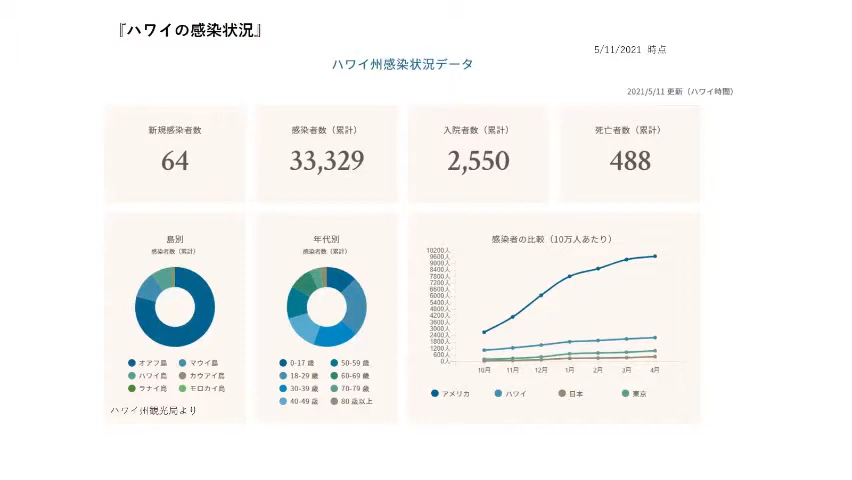 『ハワイの感染状況』
5/11/2021 時点
ハワイ州感染状況データ
2021/5/11 更新（ハワイ時間）
新規感染者数
64
感染者数（累計）
33,329
入院者数（累計）
2,550
死亡者数（累計）
488
島別
感染者数（累計）
オアフ島
マウイ島
ハワイ島
カウアイ島
ラナイ島
モロカイ島
ハワイ州観光局より
年代別
感染者数（累計）
0-17 歳
50-59 歳
18-29 歳
60-69 歳
30-39 歳
70-79 歳
40-49 歳
80 歳以上
感染者の比較（10万人あたり）
10200人
9600人
9000人
8400人
7800人
7200人
6600人
6000人
5400人
4800人
4200人
3600人
3000人
2400人
1800人
1200人
600人
0人
10月 11月 12月 1月 2月 3月 4月
アメリカ ハワイ 日本 東京